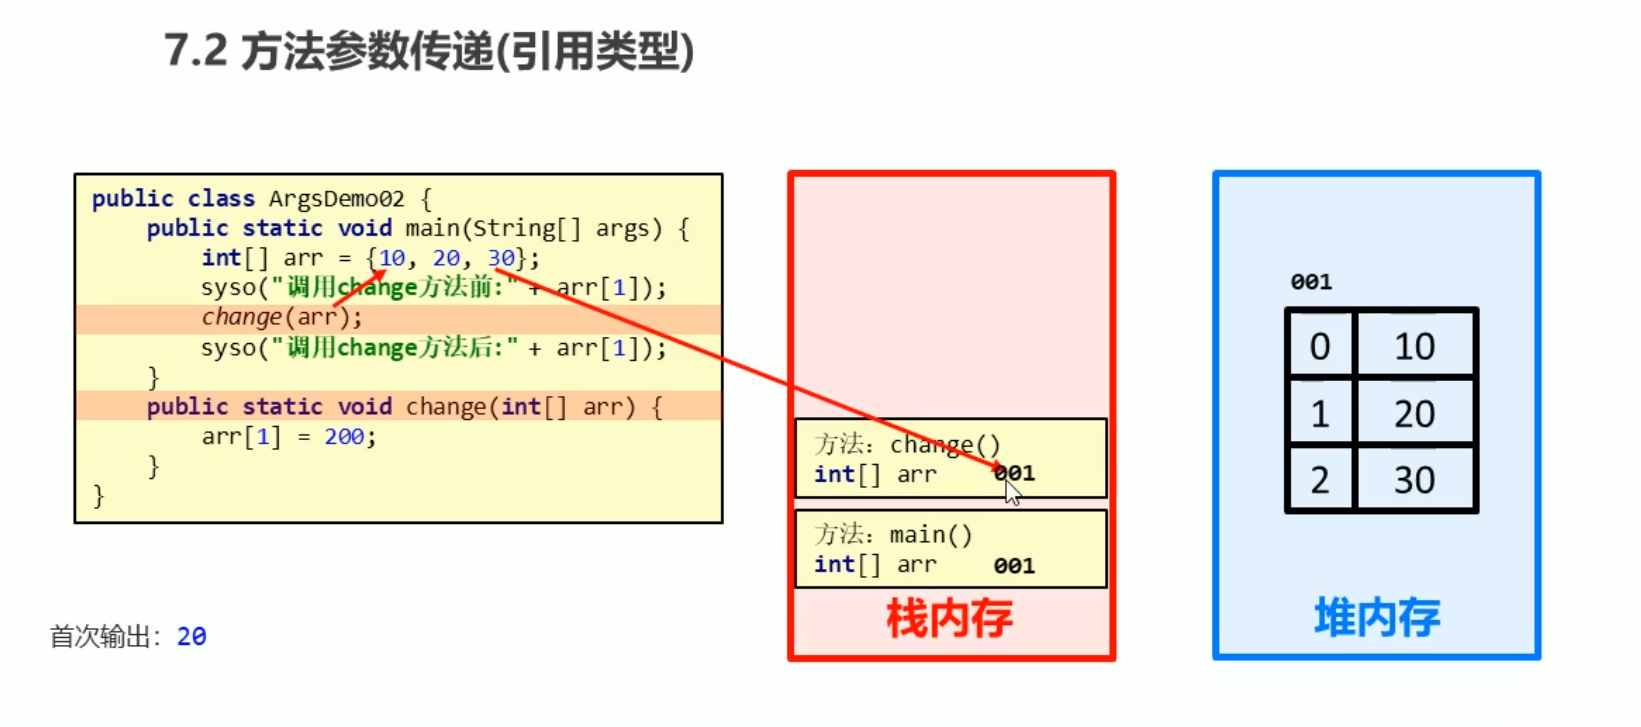 7.2 方法参数传递(引用类型)
public class ArgsDemo02 {
public static void main(String[] args) {
int[] arr = {10, 20, 30};
syso("调用change方法前:" + arr[1]);
change(arr);
syso("调用change方法后:" + arr[1]);
}
public static void change(int[] arr) {
arr[1] = 200;
}
}
首次输出：20
方法：change()
int[] arr 001
方法：main()
int[] arr 001
栈内存
001
0 10
1 20
2 30
堆内存